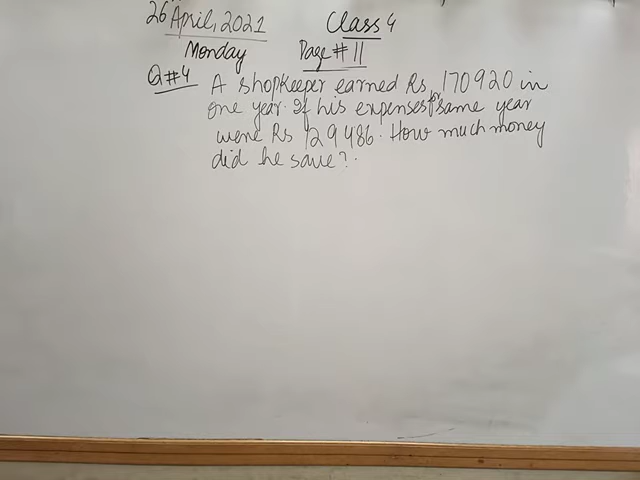 26 April, 2021 Class 4
Monday Page # 11
Q#4 A shopkeeper earned Rs, 170920 in
one year. If his expenses for same year
were Rs 129486. How much money
did he save?